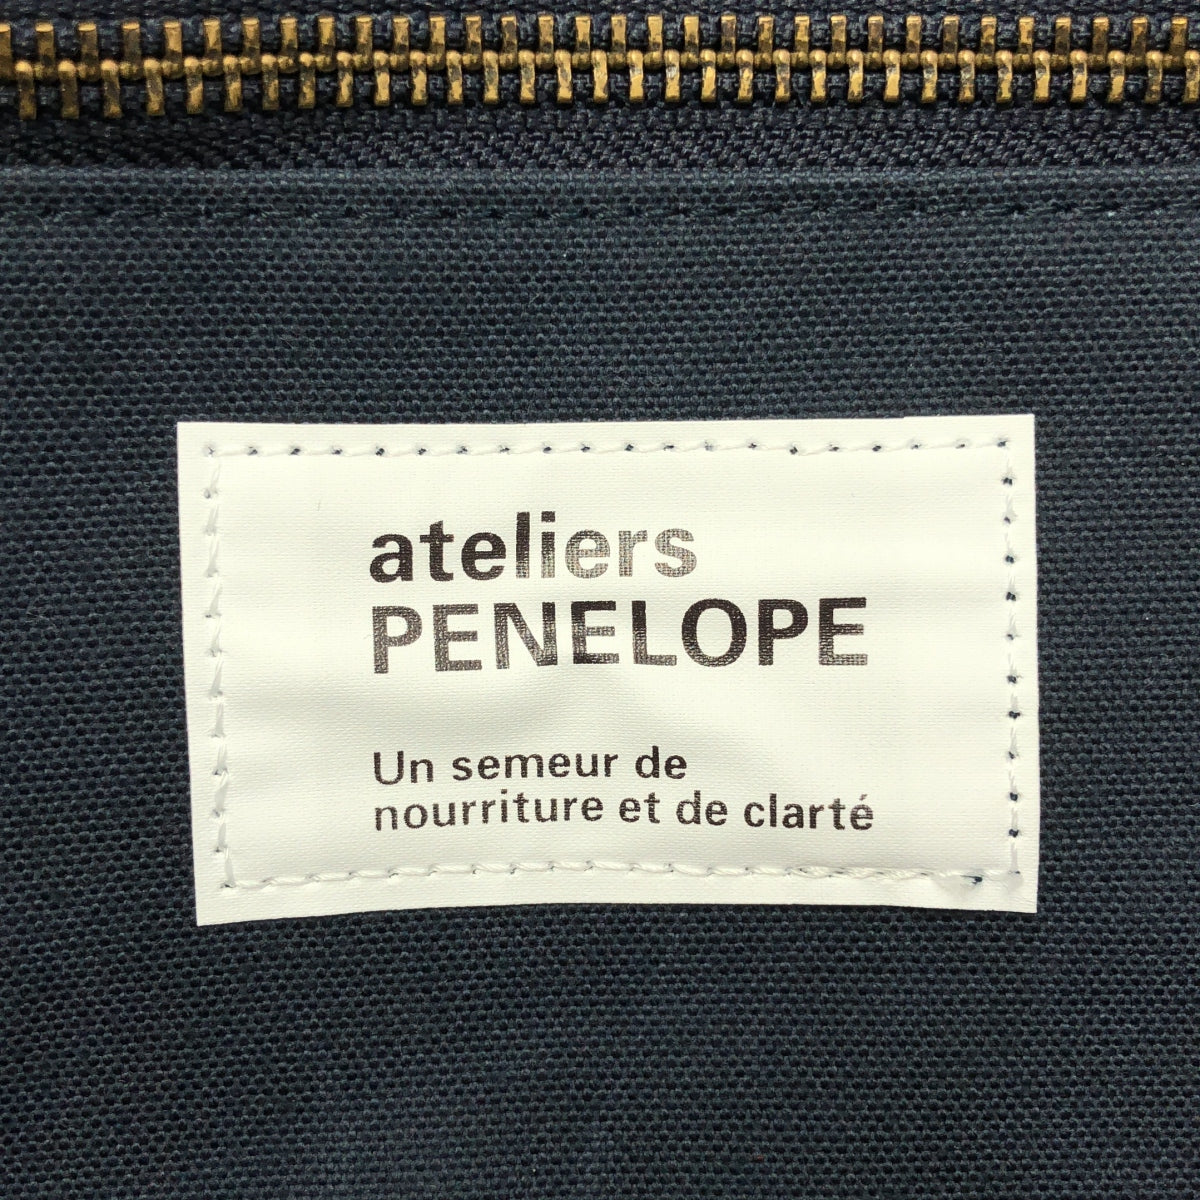 ateliers
PENELOPE
Un semeur de
nourriture et de clarté